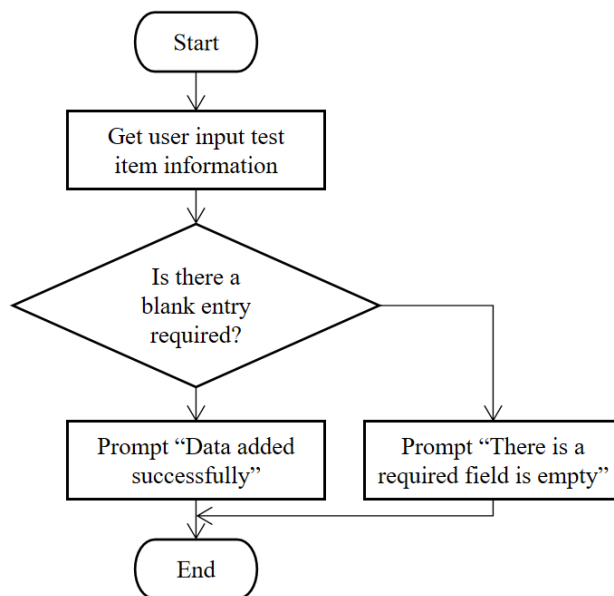 Start
Get user input test
item information
Is there a
blank entry
required?
Prompt “Data added
successfully”
Prompt “There is a
required field is empty”
End